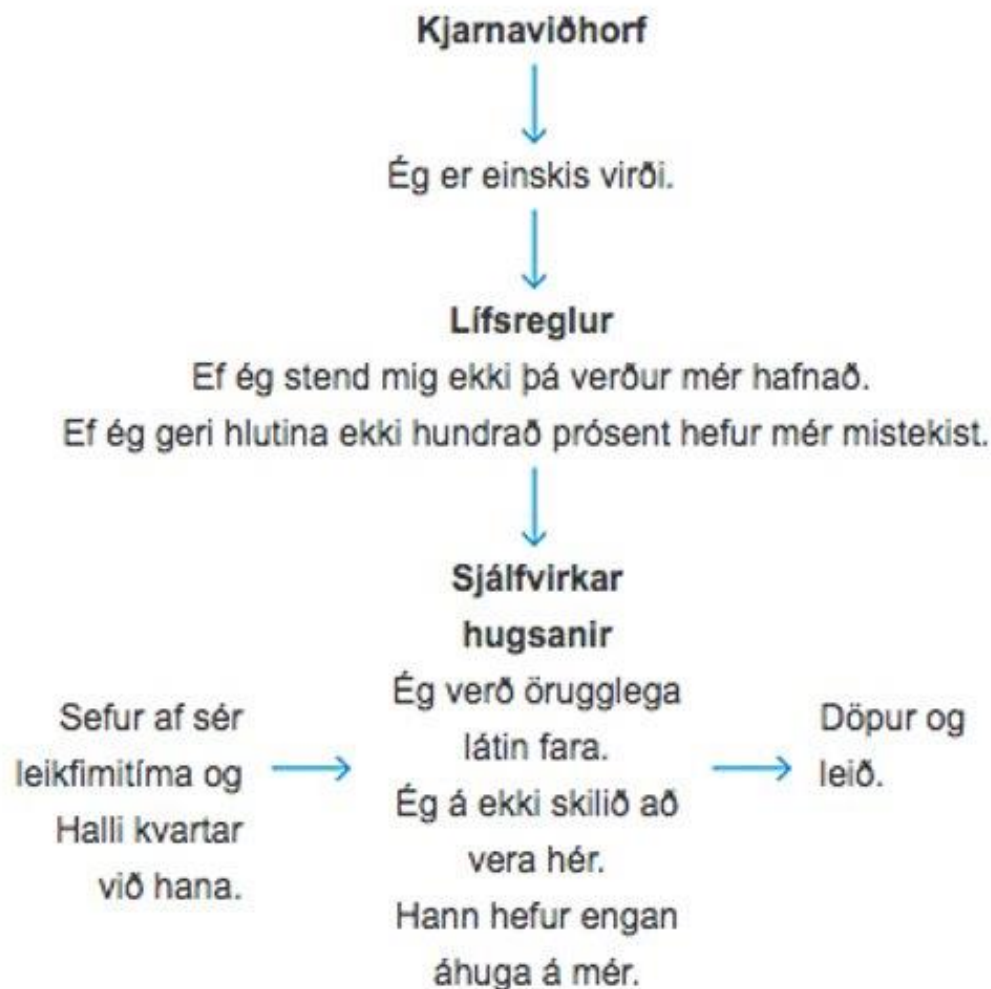 Kjarnaviðhorf
Ég er einskis virði.
Lífsreglur
Ef ég stend mig ekki þá verður mér hafnað.
Ef ég geri hlutina ekki hundrað prósent hefur mér mistekist.
Sefur af sér
leikfimitíma og
Halli kvartar
við hana.
Sjálfvirkar
hugsanir
Ég verð örugglega
látin fara.
Ég á ekki skilið að
vera hér.
Hann hefur engan
áhuga á mér.
Döpur og
leið.